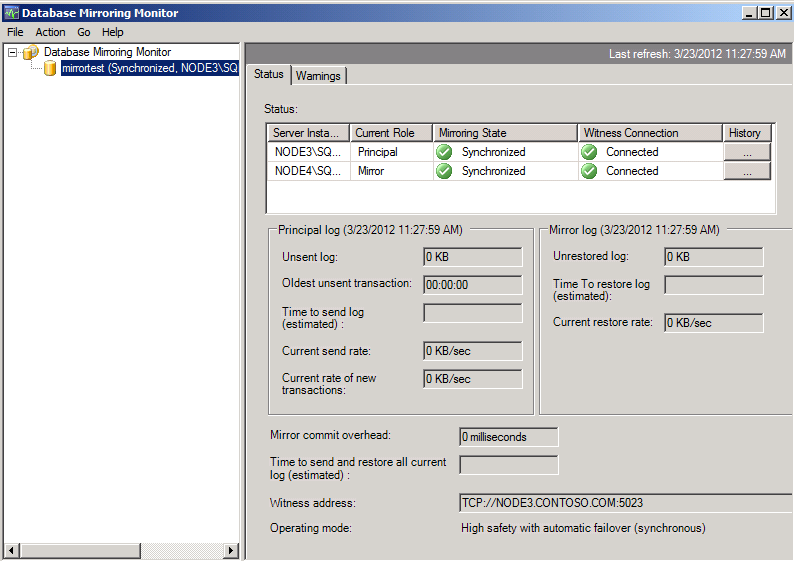 Database Mirroring Monitor
File Action Go Help
Database Mirroring Monitor
mirrortest (Synchronized, NODE3\SQ
Last refresh: 3/23/2012 11:27:59 AM
Status Warnings
Status:
Server Insta... Current Role Mirroring State Witness Connection History
NODE3\SQ... Principal Synchronized Connected ...
NODE4\SQ... Mirror Synchronized Connected ...
Principal log (3/23/2012 11:27:59 AM)
Unsent log: 0 KB
Oldest unsent transaction: 00:00:00
Time to send log
(estimated) :
Current send rate: 0 KB/sec
Current rate of new
transactions: 0 KB/sec
Mirror log (3/23/2012 11:27:59 AM)
Unrestored log: 0 KB
Time To restore log
(estimated):
Current restore rate: 0 KB/sec
Mirror commit overhead: 0 milliseconds
Time to send and restore all current
log (estimated) :
Witness address: TCP://NODE3.CONTOSO.COM:5023
Operating mode: High safety with automatic failover (synchronous)